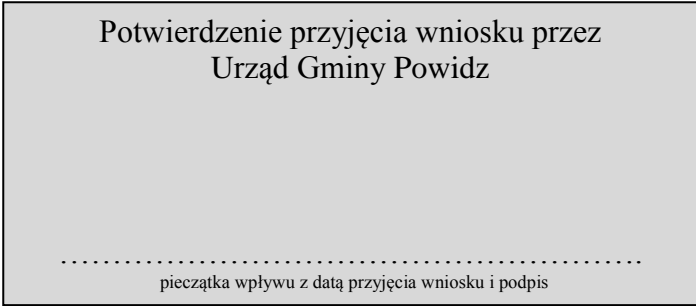 Potwierdzenie przyjęcia wniosku przez
Urząd Gminy Powidz
……………………………………………….
pieczątka wpływu z datą przyjęcia wniosku i podpis